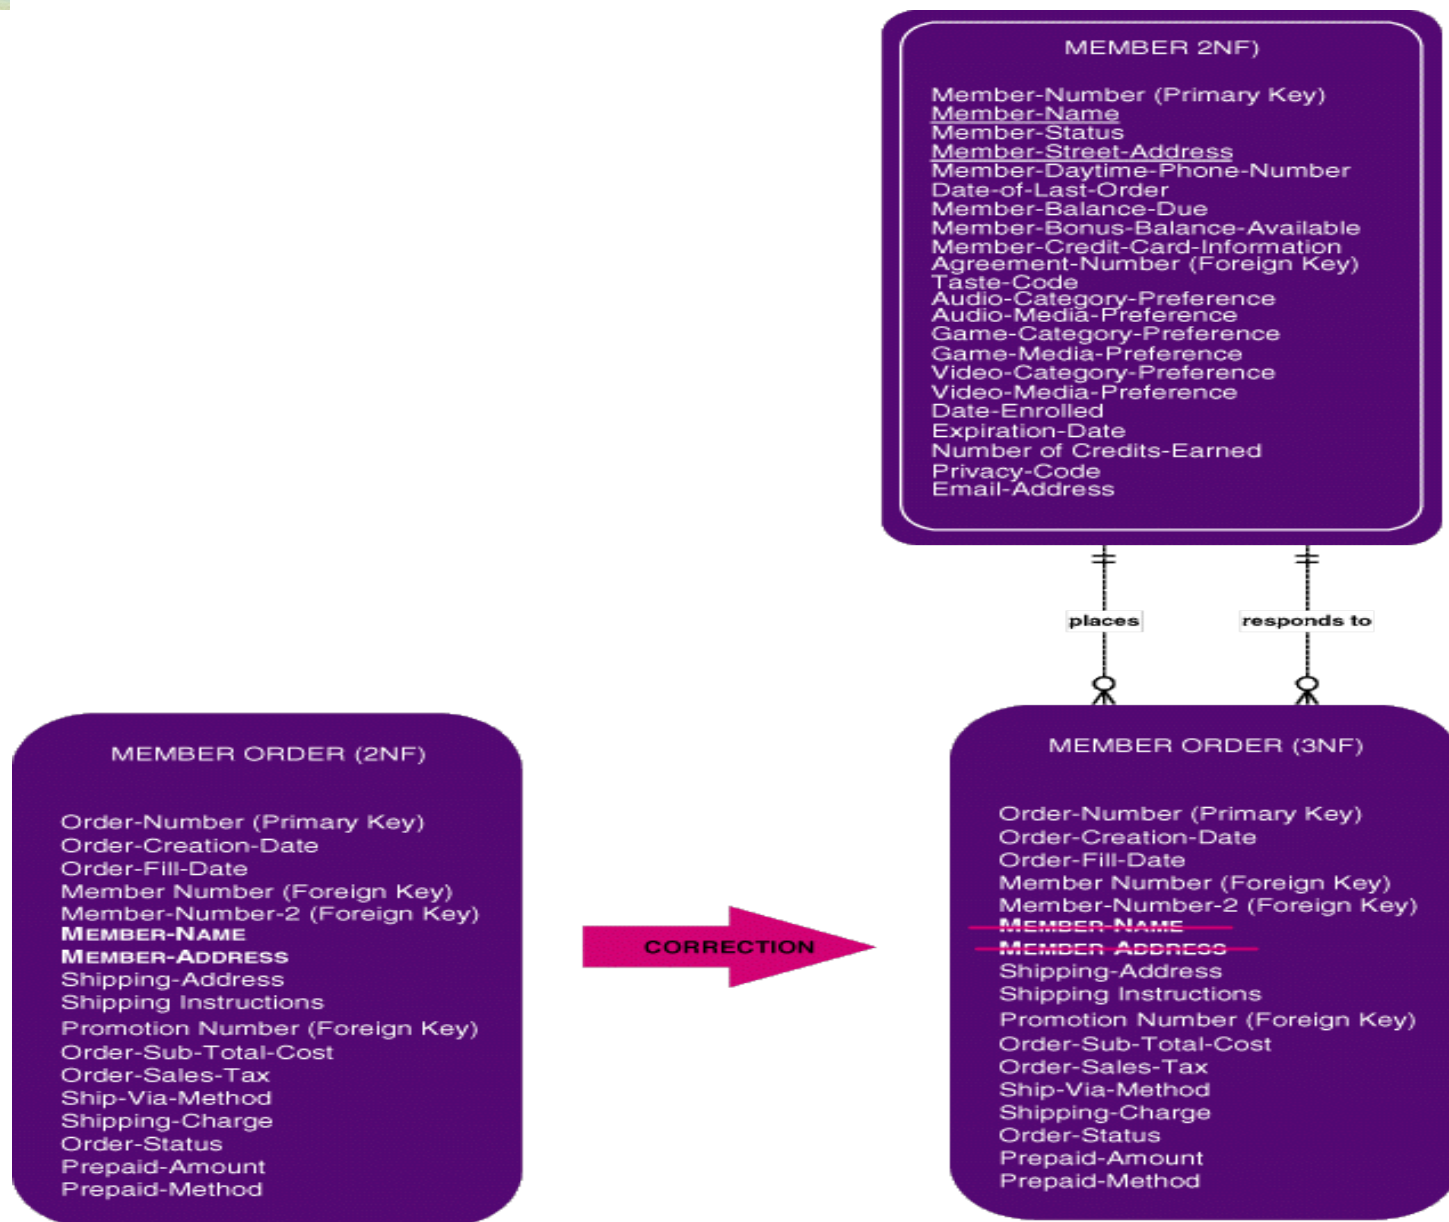 MEMBER 2NF)
Member-Number (Primary Key)
Member-Name
Member-Status
Member-Street-Address
Member-Daytime-Phone-Number
Date-of-Last-Order
Member-Balance-Due
Member-Bonus-Balance-Available
Member-Credit-Card-Information
Agreement-Number (Foreign Key)
Taste-Code
Audio-Category-Preference
Audio-Media-Preference
Game-Category-Preference
Game-Media-Preference
Video-Category-Preference
Video-Media-Preference
Date-Enrolled
Expiration-Date
Number of Credits-Earned
Privacy-Code
Email-Address
places
responds to
MEMBER ORDER (2NF)
Order-Number (Primary Key)
Order-Creation-Date
Order-Fill-Date
Member Number (Foreign Key)
Member-Number-2 (Foreign Key)
MEMBER-NAME
MEMBER-ADDRESS
Shipping-Address
Shipping Instructions
Promotion Number (Foreign Key)
Order-Sub-Total-Cost
Order-Sales-Tax
Ship-Via-Method
Shipping-Charge
Order-Status
Prepaid-Amount
Prepaid-Method
CORRECTION
MEMBER ORDER (3NF)
Order-Number (Primary Key)
Order-Creation-Date
Order-Fill-Date
Member Number (Foreign Key)
Member-Number-2 (Foreign Key)
MEMBER-NAME
MEMBER-ADDRESS
Shipping-Address
Shipping Instructions
Promotion Number (Foreign Key)
Order-Sub-Total-Cost
Order-Sales-Tax
Ship-Via-Method
Shipping-Charge
Order-Status
Prepaid-Amount
Prepaid-Method